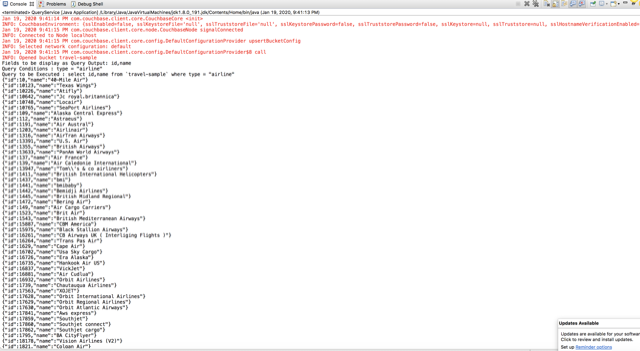 Console Problems Debug Shell
<terminated> QueryService [Java Application] /Library/Java/JavaVirtualMachines/jdk1.8.0_191.jdk/Contents/Home/bin/java (Jan 19, 2020, 9:41:13 PM)
Jan 19, 2020 9:41:14 PM com.couchbase.client.core.CouchbaseCore <init>
INFO: CouchbaseEnvironment: {sslEnabled=false, sslKeystoreFile='null', sslTruststoreFile='null', sslKeystorePassword=false, sslTruststorePassword=false, sslKeystore=null, sslTruststore=null, sslHostnameVerificationEnabled=
Jan 19, 2020 9:41:15 PM com.couchbase.client.core.node.CouchbaseNode signalConnected
INFO: Connected to Node localhost
Jan 19, 2020 9:41:15 PM com.couchbase.client.core.config.DefaultConfigurationProvider upsertBucketConfig
INFO: Selected network configuration: default
Jan 19, 2020 9:41:15 PM com.couchbase.client.core.config.DefaultConfigurationProvider$8 call
INFO: Opened bucket travel-sample
Fields to be display as Query Output: id,name
Query Conditions : type = "airline"
Query to be Executed : select id,name from `travel-sample` where type = "airline"
{"id":10,"name":"40-Mile Air"}
{"id":10123,"name":"Texas Wings"}
{"id":10226,"name":"Atifly"}
{"id":10642,"name":"Jc royal.britannica"}
{"id":10748,"name":"Locair"}
{"id":10765,"name":"SeaPort Airlines"}
{"id":109,"name":"Alaska Central Express"}
{"id":112,"name":"Astraeus"}
{"id":1191,"name":"Air Austral"}
{"id":1203,"name":"Airlinair"}
{"id":1316,"name":"AirTran Airways"}
{"id":13391,"name":"U.S. Air"}
{"id":1355,"name":"British Airways"}
{"id":13633,"name":"PanAm World Airways"}
{"id":137,"name":"Air France"}
{"id":139,"name":"Air Caledonie International"}
{"id":13947,"name":"Tom\\'s & co airliners"}
{"id":1411,"name":"British International Helicopters"}
{"id":1437,"name":"bmi"}
{"id":1441,"name":"bmibaby"}
{"id":1442,"name":"Bemidji Airlines"}
{"id":1445,"name":"British Midland Regional"}
{"id":1472,"name":"Bering Air"}
{"id":149,"name":"Air Cargo Carriers"}
{"id":1523,"name":"Brit Air"}
{"id":1543,"name":"British Mediterranean Airways"}
{"id":15887,"name":"CBM America"}
{"id":15975,"name":"Black Stallion Airways"}
{"id":16261,"name":"CB Airways UK ( Interliging Flights )"}
{"id":16264,"name":"Trans Pas Air"}
{"id":1629,"name":"Cape Air"}
{"id":16702,"name":"Usa Sky Cargo"}
{"id":16726,"name":"Era Alaska"}
{"id":16735,"name":"Hankook Air US"}
{"id":16837,"name":"VickJet"}
{"id":16881,"name":"Air Cudlua"}
{"id":16932,"name":"Orbit Airlines"}
{"id":1739,"name":"Chautauqua Airlines"}
{"id":17563,"name":"XOJET"}
{"id":17628,"name":"Orbit International Airlines"}
{"id":17629,"name":"Orbit Regional Airlines"}
{"id":17630,"name":"Orbit Atlantic Airways"}
{"id":17841,"name":"Aws express"}
{"id":17859,"name":"Southjet"}
{"id":17860,"name":"Southjet connect"}
{"id":17862,"name":"Southjet cargo"}
{"id":1795,"name":"BA CityFlyer"}
{"id":18178,"name":"Vision Airlines (V2)"}
{"id":1821,"name":"Colgan Air"}
Updates Available
Updates are available for your software.
Click to review and install updates.
Set up Reminder options